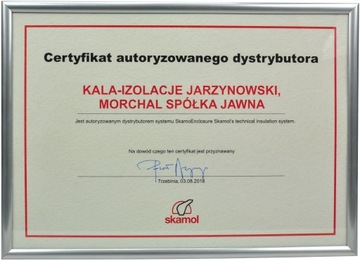 Certyfikat autoryzowanego dystrybutora
KALA-IZOLACJE JARZYNOWSKI,
MORCHAL SPÓŁKA JAWNA
Jest autoryzowanym dystrybutorem systemu SkamoEnclosure Skamol's technical insulation system.
Na dowód czego ten certyfikat jest przyznawany
Trzebinia, 03.08.2018
skamol